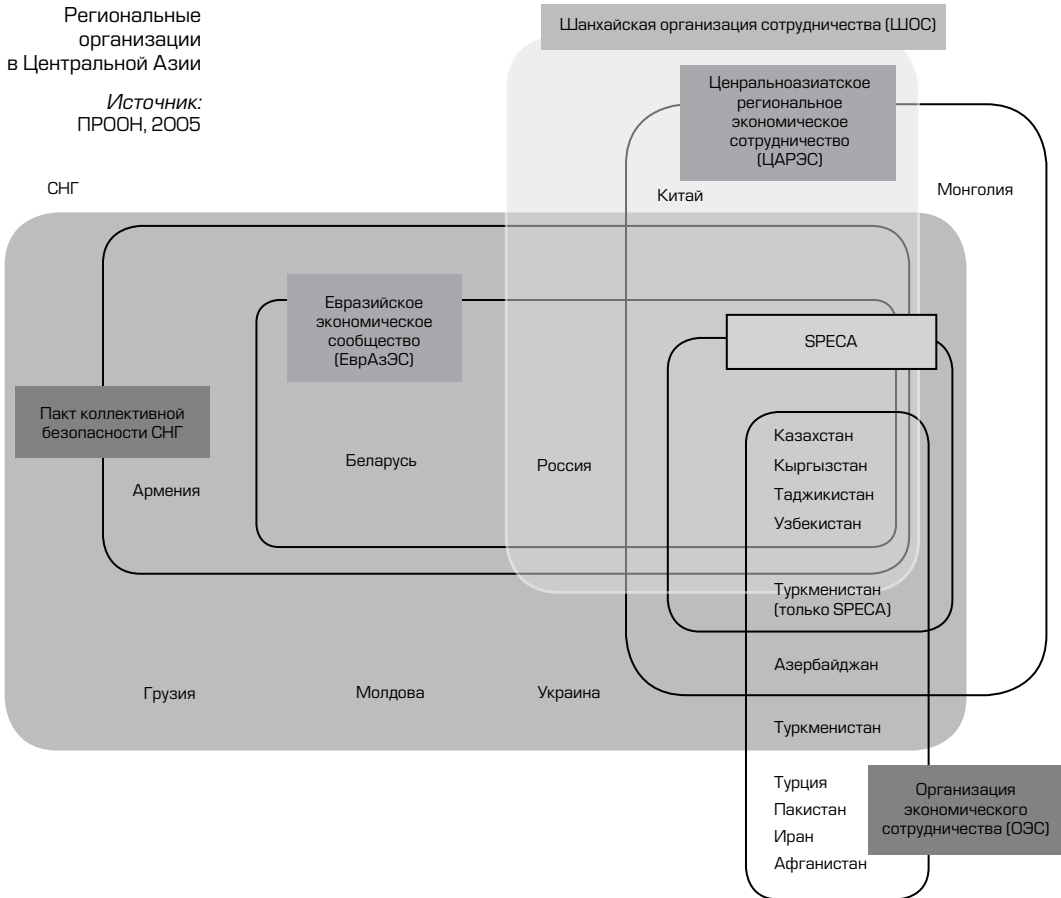 Региональные
организации
в Центральной Азии
Источник:
ПРООН, 2005
Шанхайская организация сотрудничества (ШОС)
Ценральноазиатское
региональное
экономическое
сотрудничество
(ЦАРЭС)
СНГ
Китай
Монголия
Евразийское
экономическое
сообщество
(ЕврАзЭС)
SPECA
Пакт коллективной
безопасности СНГ
Армения
Беларусь
Россия
Казахстан
Кыргызстан
Таджикистан
Узбекистан
Туркменистан
(только SPECA)
Азербайджан
Грузия
Молдова
Украина
Туркменистан
Турция
Пакистан
Иран
Афганистан
Организация
экономического
сотрудничества (ОЭС)